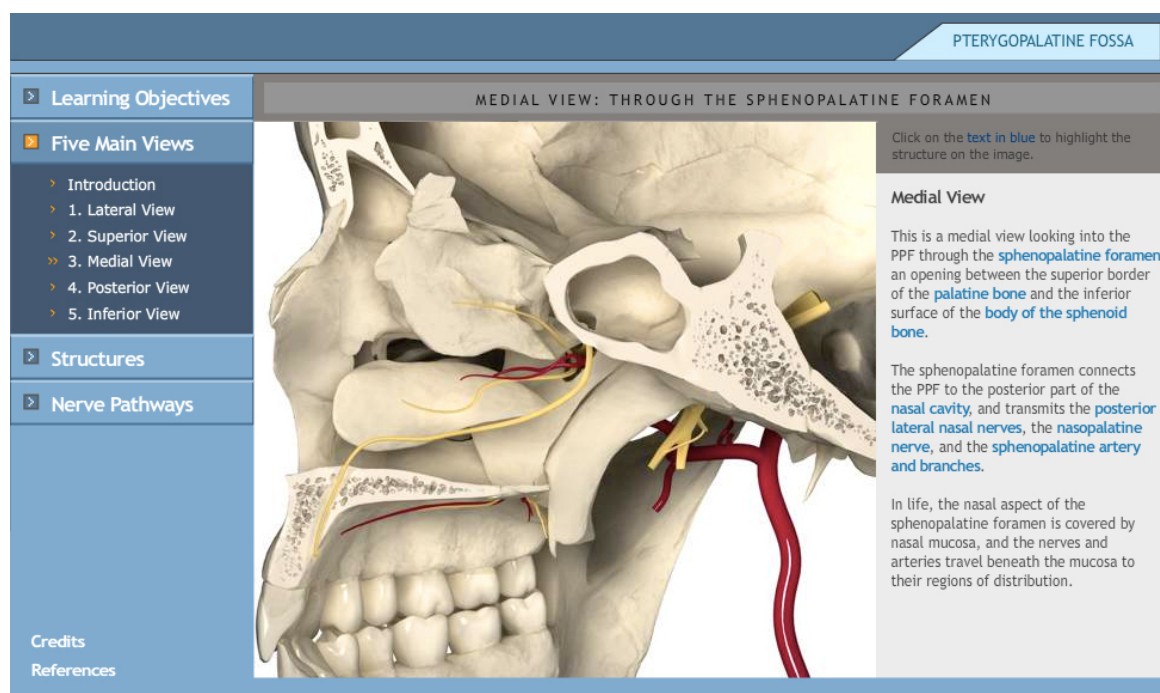 PTERYGOPALATINE FOSSA
Learning Objectives
Five Main Views
Introduction
1. Lateral View
2. Superior View
3. Medial View
4. Posterior View
5. Inferior View
Structures
Nerve Pathways
Credits
References
MEDIAL VIEW: THROUGH THE SPHENOPALATINE FORAMEN
Click on the text in blue to highlight the
structure on the image.
Medial View
This is a medial view looking into the
PPF through the sphenopalatine foramen
an opening between the superior border
of the palatine bone and the inferior
surface of the body of the sphenoid
bone.
The sphenopalatine foramen connects
the PPF to the posterior part of the
nasal cavity, and transmits the posterior
lateral nasal nerves, the nasopalatine
nerve, and the sphenopalatine artery
and branches.
In life, the nasal aspect of the
sphenopalatine foramen is covered by
nasal mucosa, and the nerves and
arteries travel beneath the mucosa to
their regions of distribution.